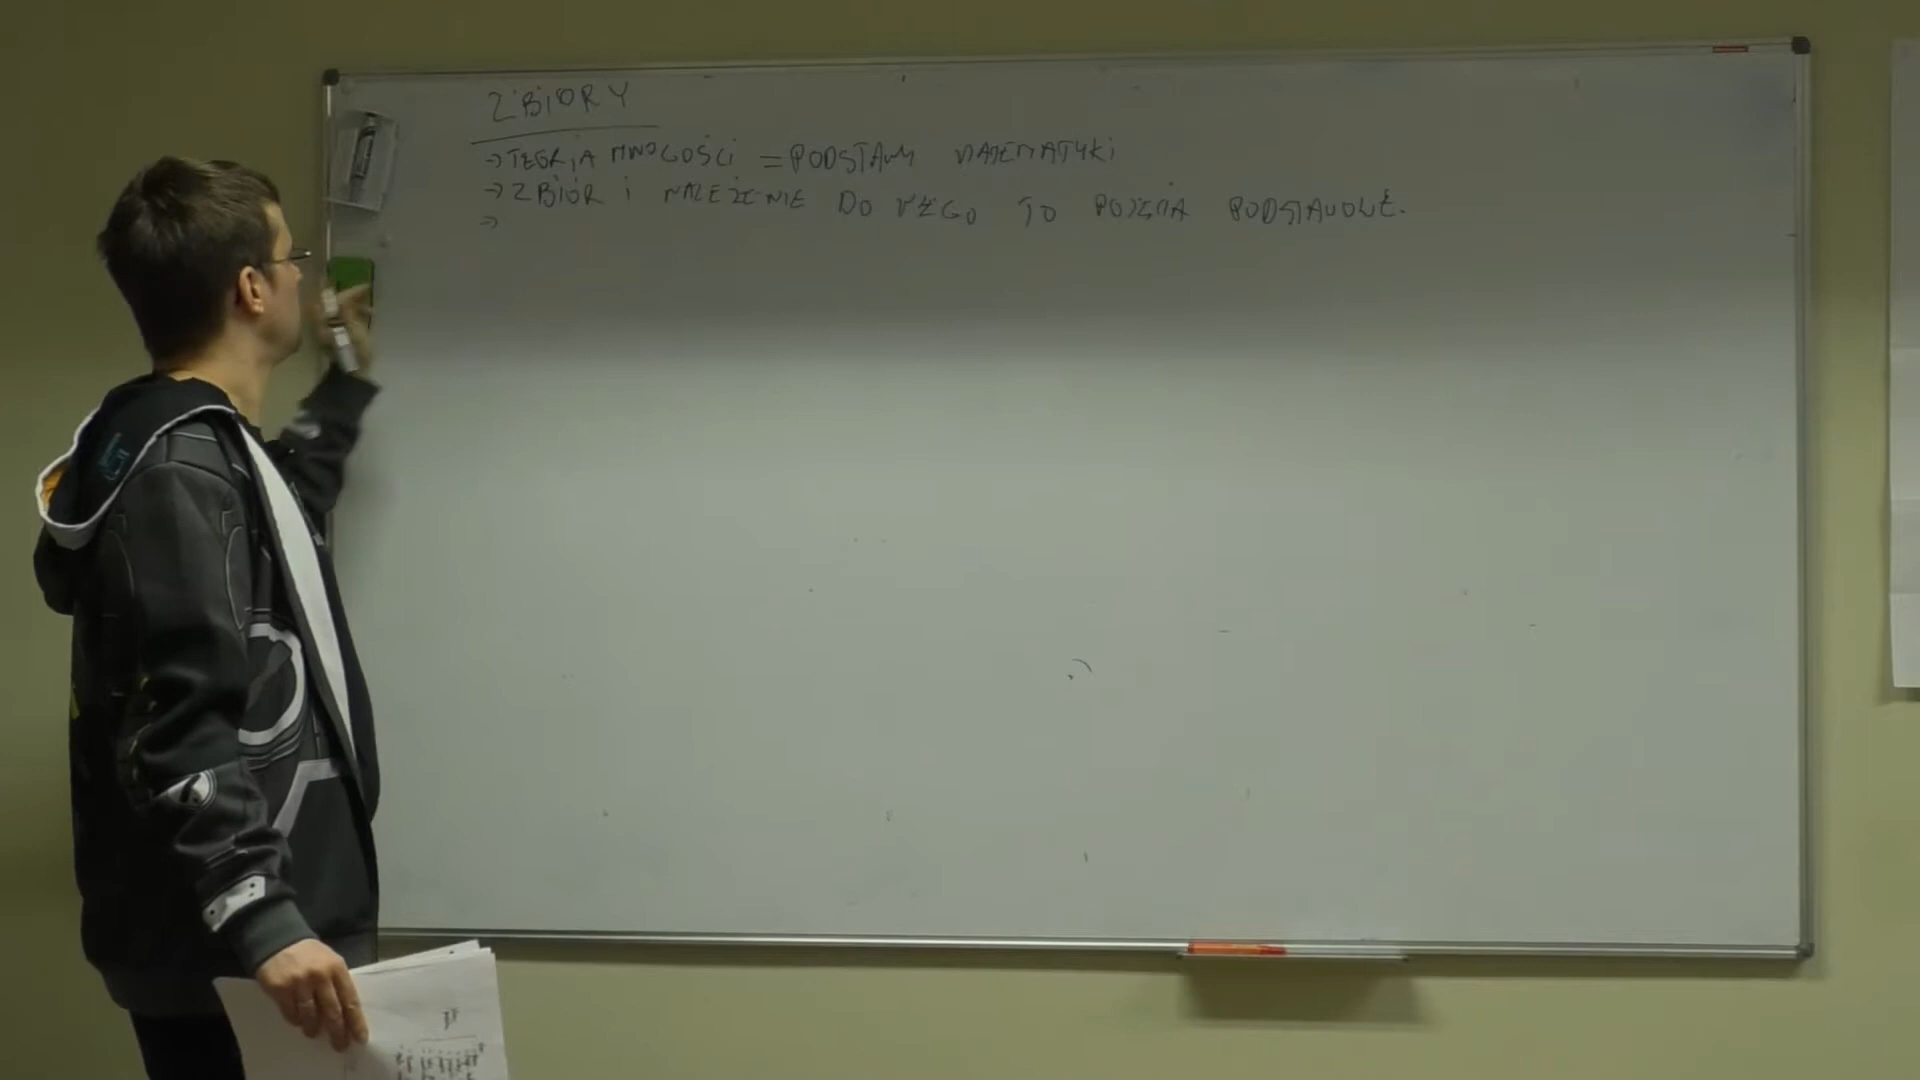 ZBIORY
→ TEORIA MNOGOŚCI = PODSTAWY MATEMATYKI
→ ZBIÓR I NALEŻENIE DO NIEGO TO POJĘCIA PODSTAWOWE.
→